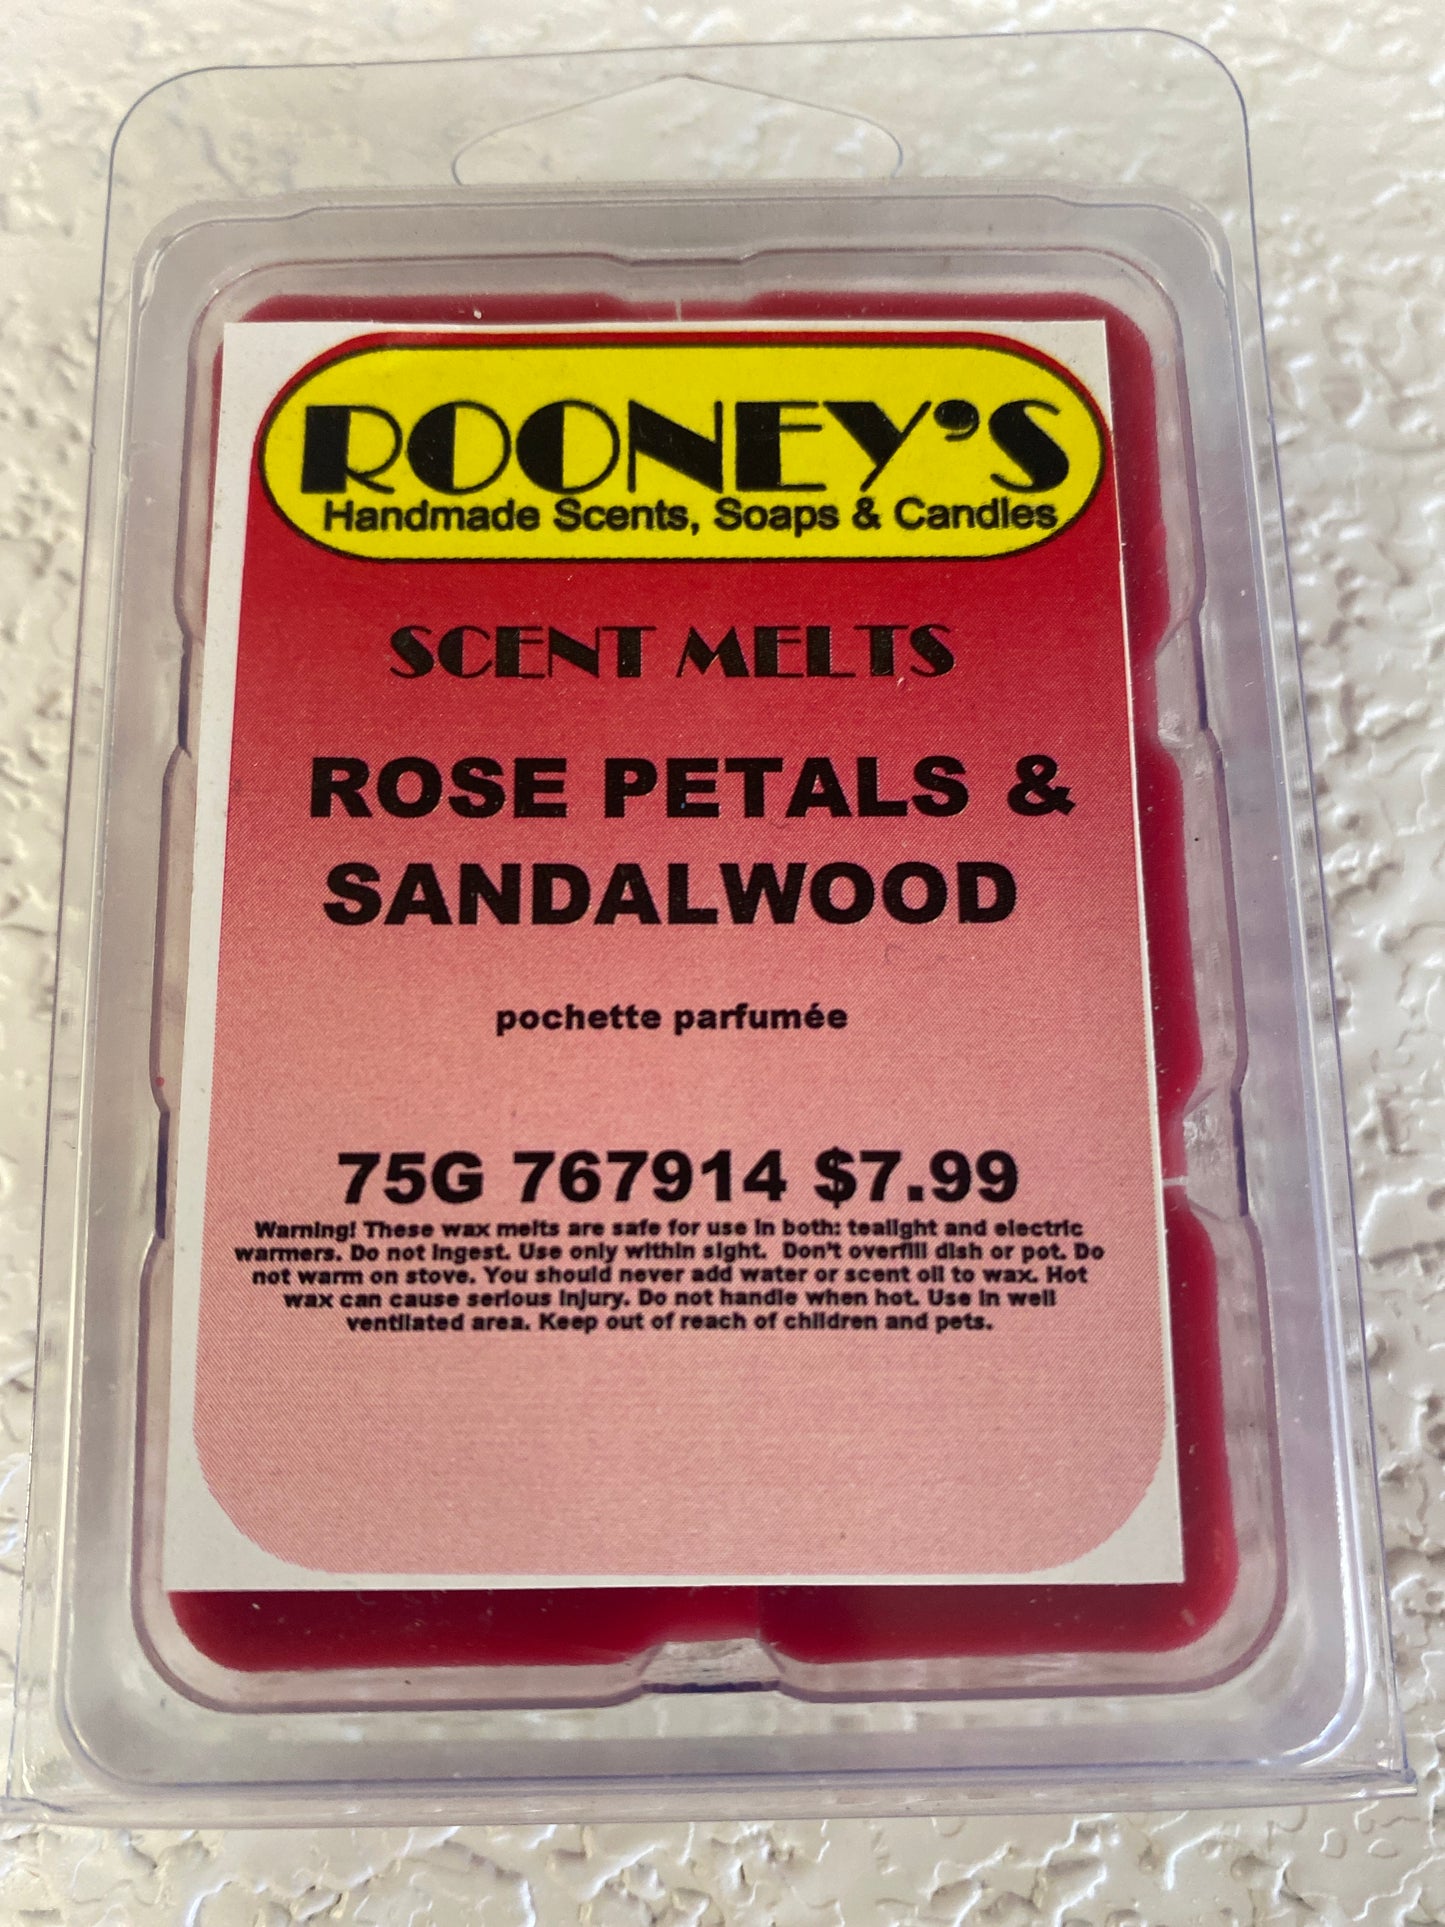 ROONEY'S
Handmade Scents, Soaps & Candles
SCENT MELTS
ROSE PETALS &
SANDALWOOD
pochette parfumée
75G 767914 $7.99
Warning! These wax melts are safe for use in both: tealight and electric
warmers. Do not ingest. Use only within sight. Don't overfill dish or pot. Do
not warm on stove. You should never add water or scent oil to wax. Hot
wax can cause serious injury. Do not handle when hot. Use in well
ventilated area. Keep out of reach of children and pets.